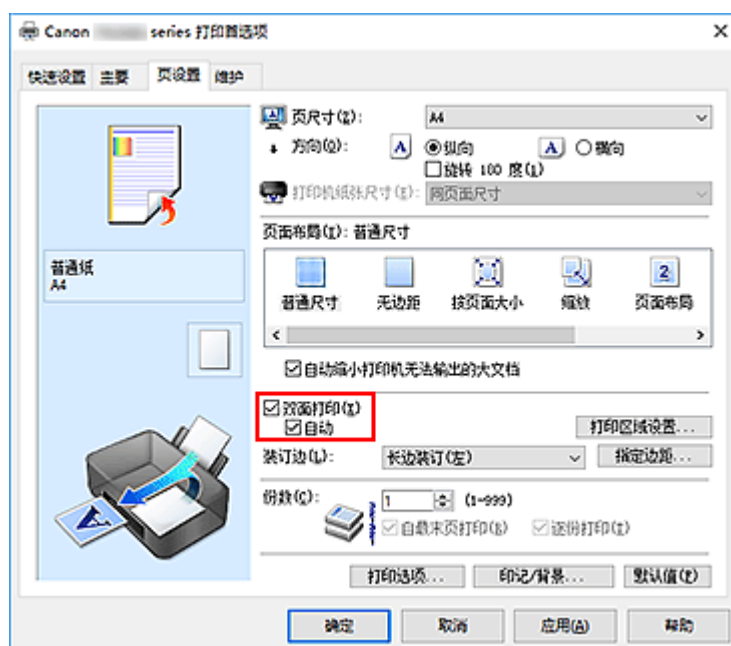 Canon series 打印首选项
快速设置 主要 页设置 维护
页尺寸(Z): A4
方向(O): A 纵向 A 横向
旋转 180 度(L)
打印机纸张尺寸(E): 同页面尺寸
页面布局(I): 普通尺寸
普通纸
A4
普通尺寸 无边距 按页面大小 缩放 页面布局
自动缩小打印机无法输出的大文档
双面打印(X)
自动
打印区域设置...
装订边(L): 长边装订(左) 指定边距...
份数(C): 1 (1-999)
自最末页打印(B) 逐份打印(T)
打印选项... 印记/背景... 默认值(F)
确定 取消 应用(A) 帮助